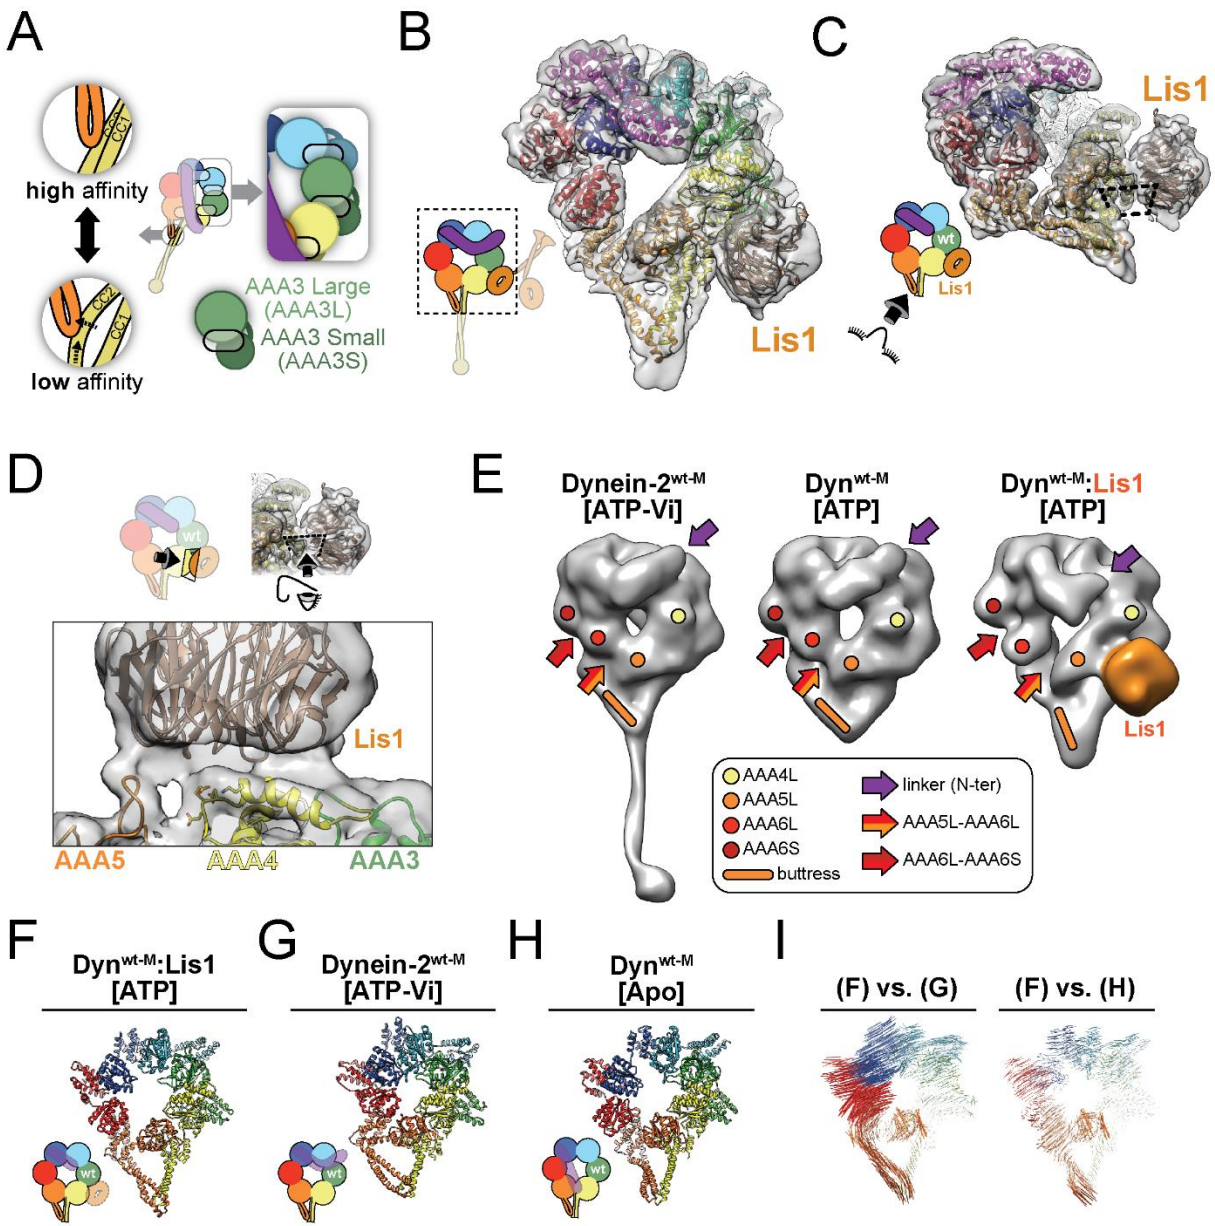 A
CC2
CC1
high affinity
CC2
CC1
low affinity
AAA3 Large
(AAA3L)
AAA3 Small
(AAA3S)
B
Lis1
C
Lis1
wt
Lis1
D
wt
Lis1
AAA5
AAA4
AAA3
E
Dynein-2wt-M
[ATP-Vi]
Dynwt-M
[ATP]
Dynwt-M:Lis1
[ATP]
Lis1
AAA4L
AAA5L
AAA6L
AAA6S
buttress
linker (N-ter)
AAA5L-AAA6L
AAA6L-AAA6S
F
Dynwt-M:Lis1
[ATP]
wt
G
Dynein-2wt-M
[ATP-Vi]
wt
H
Dynwt-M
[Apo]
wt
I
(F) vs. (G)
(F) vs. (H)